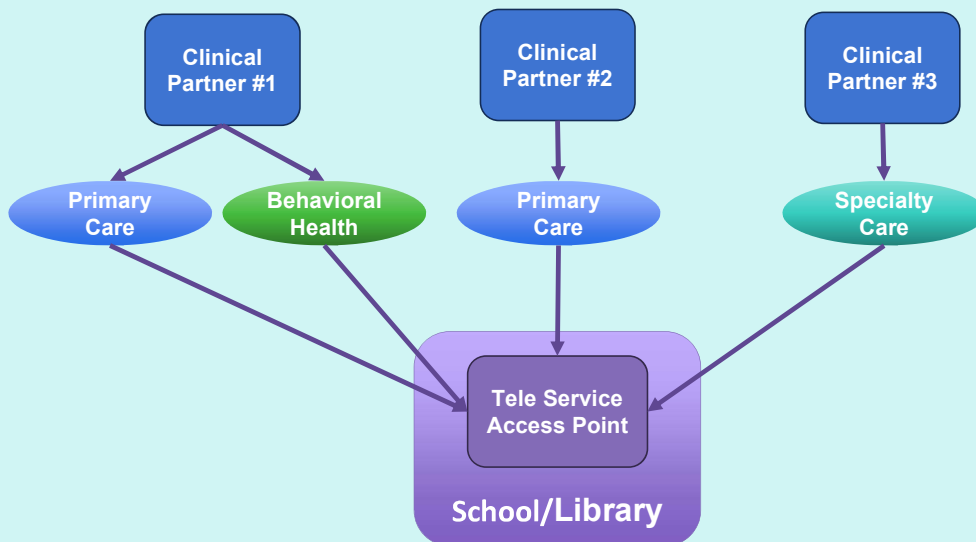 Clinical
Partner #1
Clinical
Partner #2
Clinical
Partner #3
Primary
Care
Behavioral
Health
Primary
Care
Specialty
Care
Tele Service
Access Point
School/Library